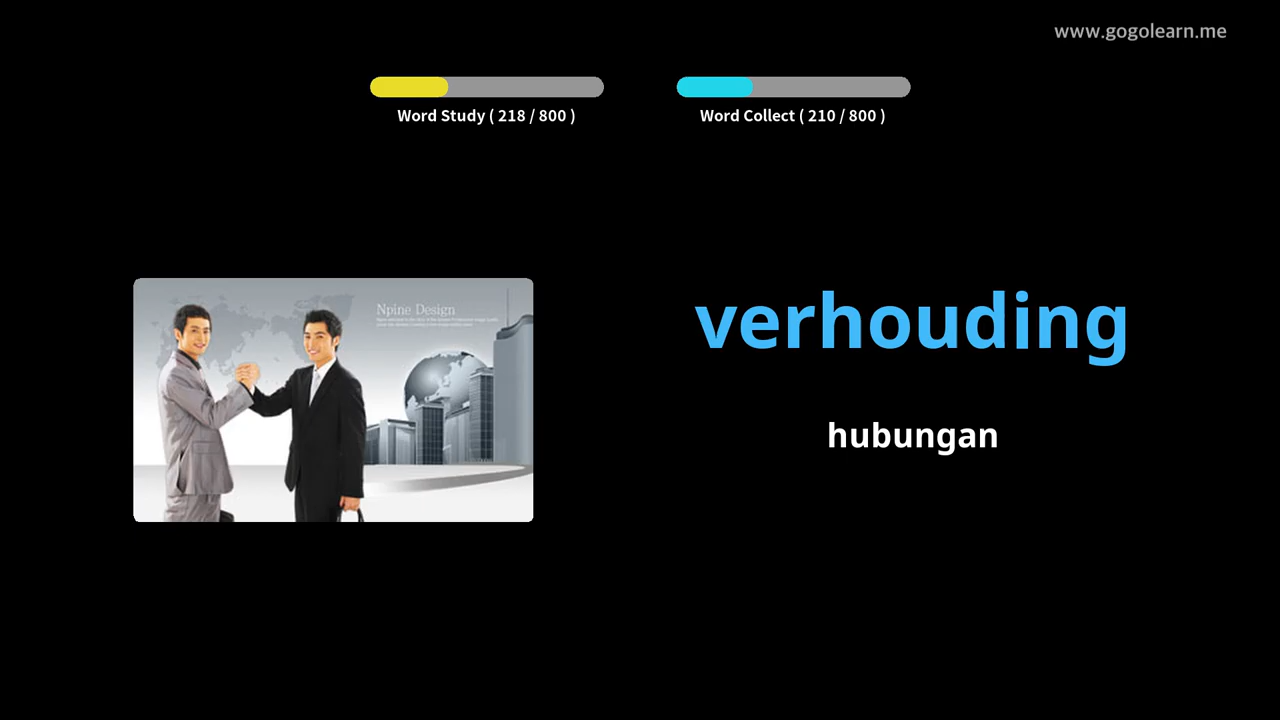 www.gogolearn.me
Word Study ( 218 / 800 )
Word Collect ( 210 / 800 )
Npine Design
verhouding
hubungan